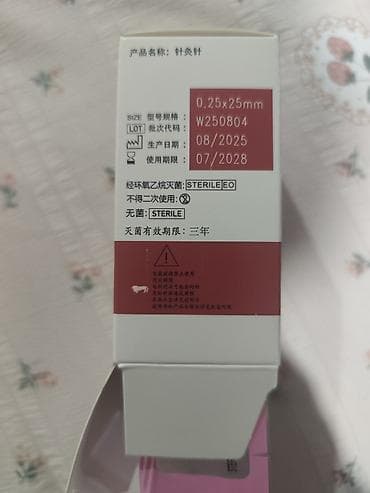 产品名称：针灸针
SIZE 型号规格： 0.25x25mm
LOT 批次代码： W250804
生产日期： 08/2025
使用期限： 07/2028
经环氧乙烷灭菌: STERILE EO
不得二次使用: 2
无菌: STERILE
灭菌有效期限：三年